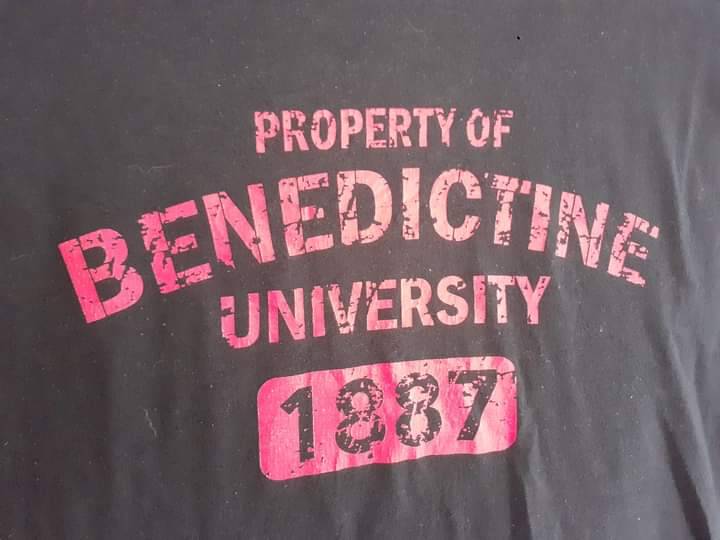 PROPERTY OF
BENEDICTINE
UNIVERSITY
1887